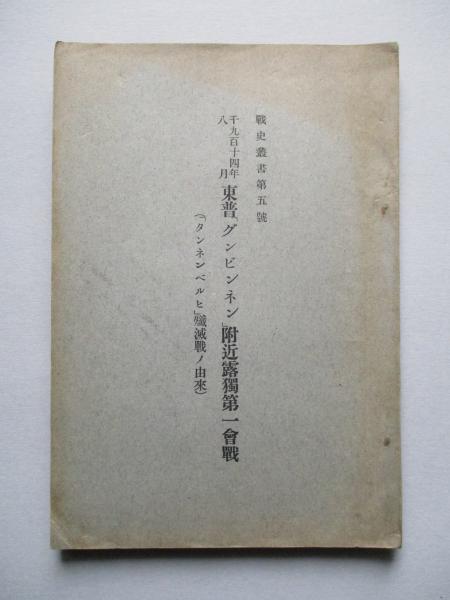 戰史叢書第五號
千九百十四年八月東普「グンビンネン」附近露獨第一會戰
(「タンネンベルヒ」殲滅戰ノ由來)